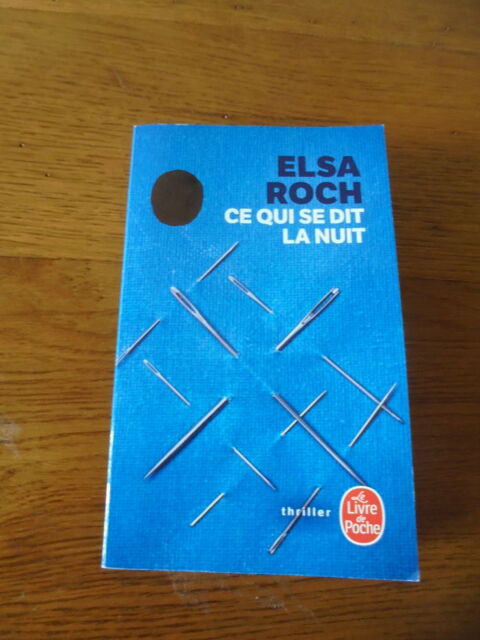 ELSA
ROCH
CE QUI SE DIT
LA NUIT
thriller
Le
Livre
de
Poche